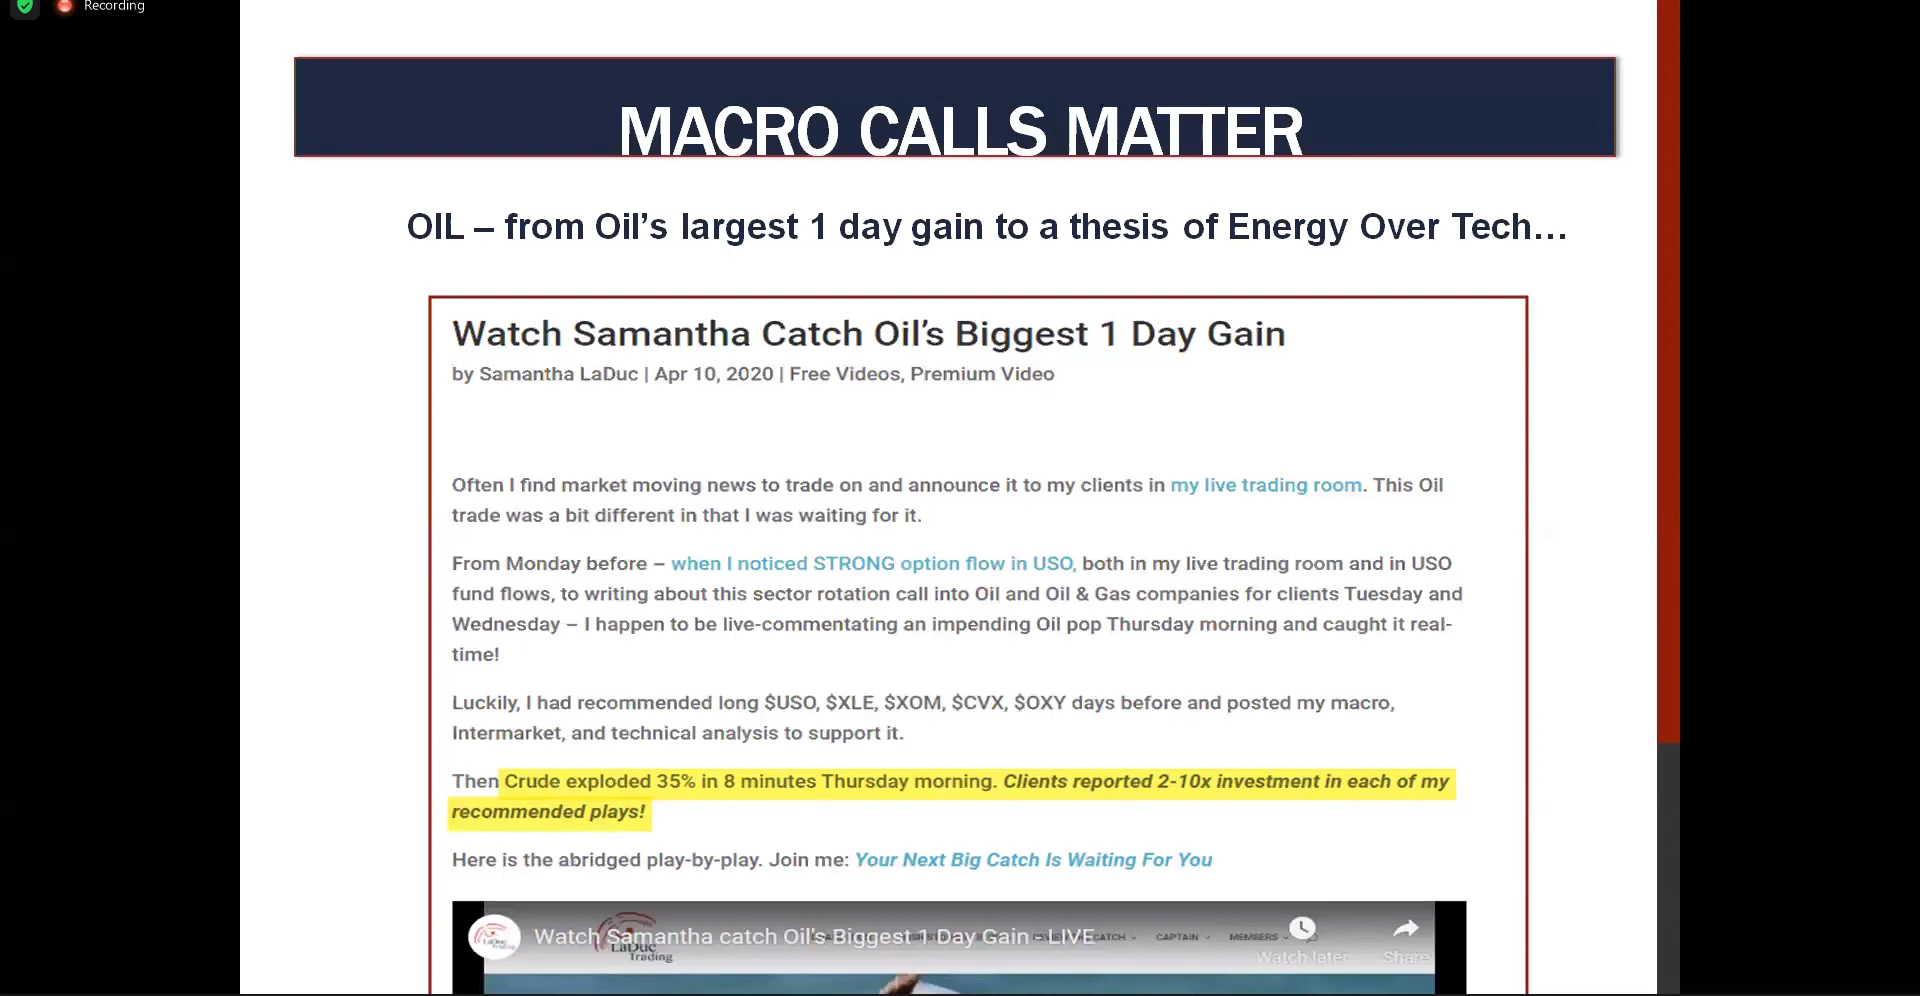 Recording
MACRO CALLS MATTER
OIL – from Oil’s largest 1 day gain to a thesis of Energy Over Tech…
Watch Samantha Catch Oil’s Biggest 1 Day Gain
by Samantha LaDuc | Apr 10, 2020 | Free Videos, Premium Video
Often I find market moving news to trade on and announce it to my clients in my live trading room. This Oil
trade was a bit different in that I was waiting for it.
From Monday before – when I noticed STRONG option flow in USO, both in my live trading room and in USO
fund flows, to writing about this sector rotation call into Oil and Oil & Gas companies for clients Tuesday and
Wednesday – I happen to be live-commentating an impending Oil pop Thursday morning and caught it real-
time!
Luckily, I had recommended long $USO, $XLE, $XOM, $CVX, $OXY days before and posted my macro,
Intermarket, and technical analysis to support it.
Then Crude exploded 35% in 8 minutes Thursday morning. Clients reported 2-10x investment in each of my
recommended plays!
Here is the abridged play-by-play. Join me: Your Next Big Catch Is Waiting For You
Watch Samantha catch Oil's Biggest 1 Day Gain - LIVE
LaDuc
Trading
CATCH
CAPTAIN
MEMBERS
Watch later
Share